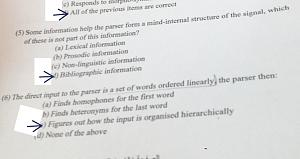 c) Responds to
All of the previous items are correct
(5) Some information help the parser form a mind-internal structure of the signal, which
of these is not part of this information?
(a) Lexical information
(b) Prosodic information
(c) Non-linguistic information
) Bibliographic information
(6) The direct input to the parser is a set of words ordered linearly, the parser then:
(a) Finds homophones for the first word
b) Finds heteronyms for the last word
) Figures out how the input is organised hierarchically
(d) None of the above